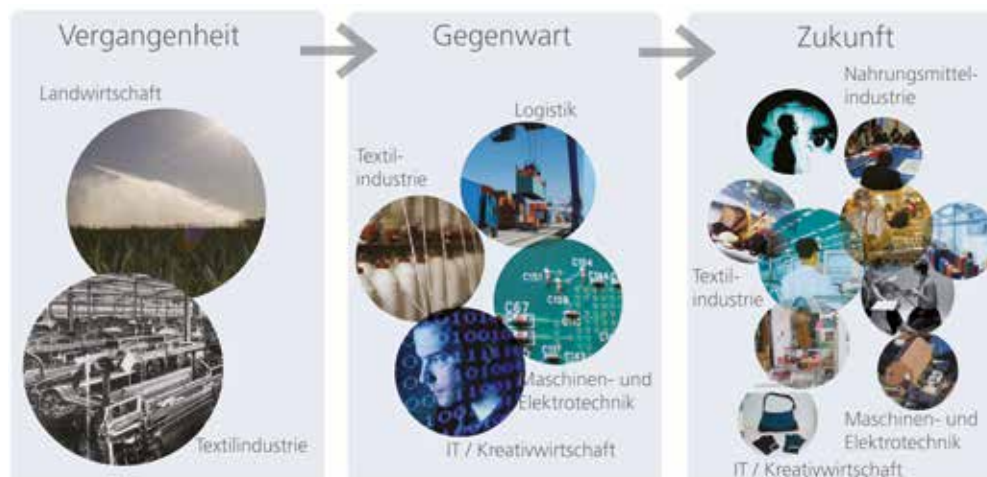 Vergangenheit
Landwirtschaft
Textilindustrie
Gegenwart
Logistik
Textil-
industrie
C67
Maschinen- und
Elektrotechnik
IT / Kreativwirtschaft
Zukunft
Nahrungsmittel-
industrie
Textil-
industrie
Maschinen- und
Elektrotechnik
IT / Kreativwirtschaft